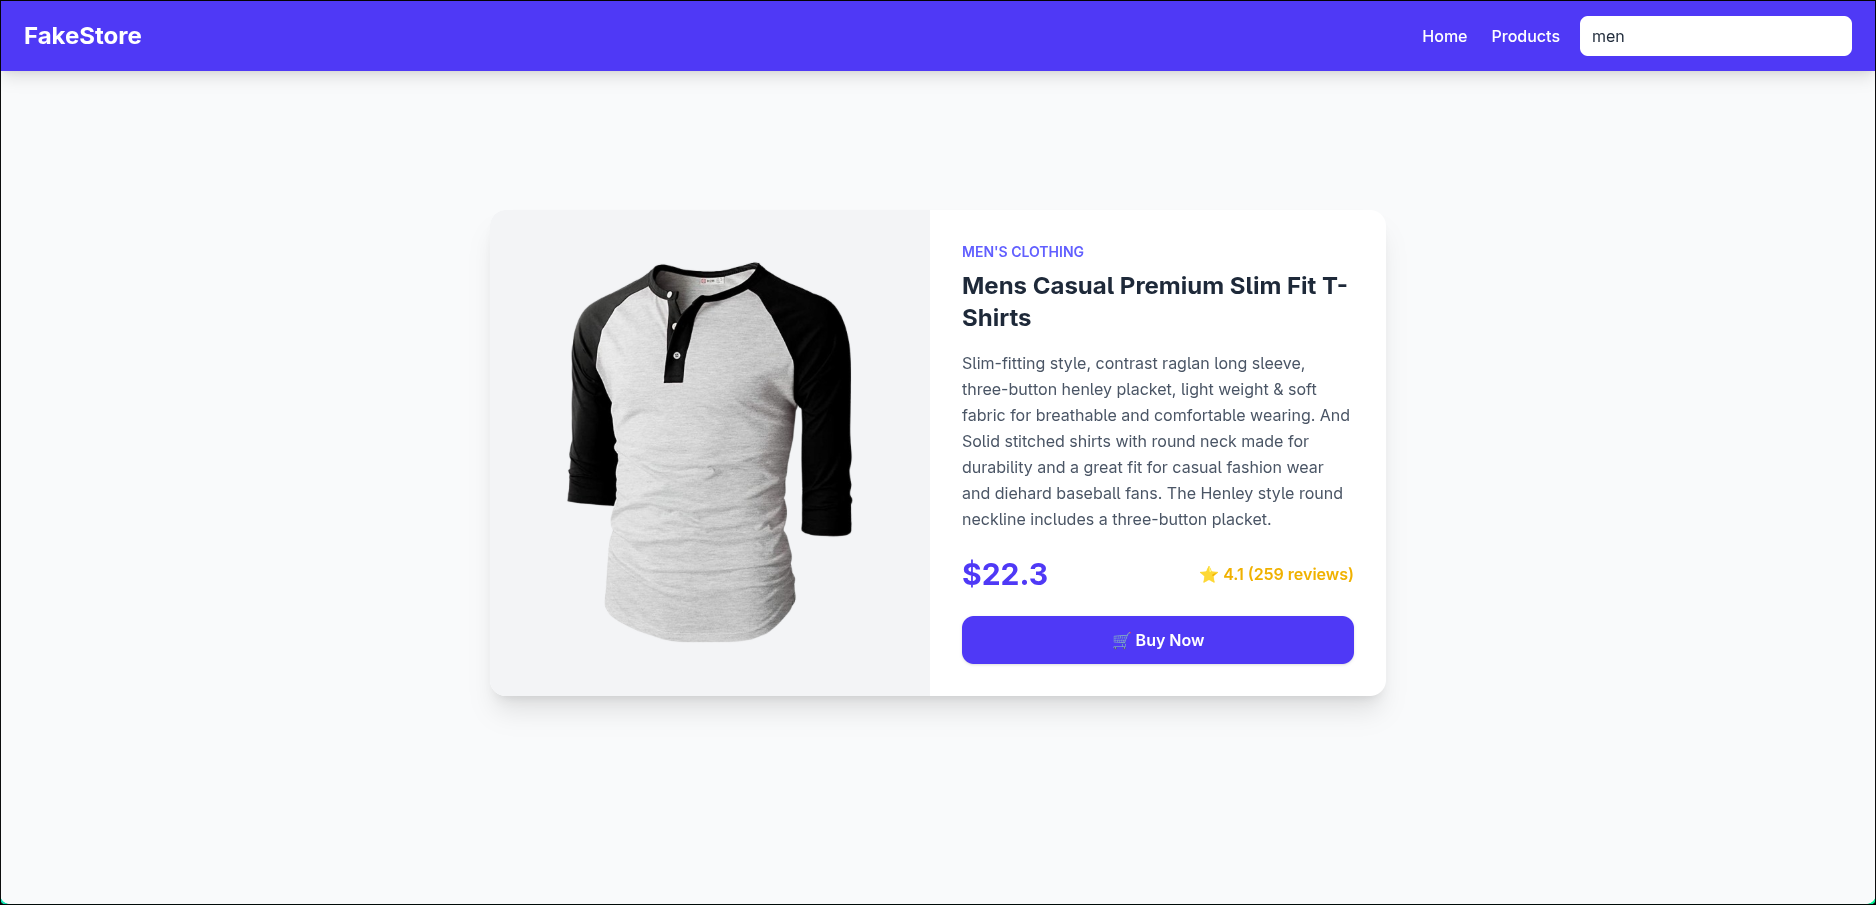 FakeStore
Home
Products
men
MEN'S CLOTHING
Mens Casual Premium Slim Fit T-
Shirts
Slim-fitting style, contrast raglan long sleeve,
three-button henley placket, light weight & soft
fabric for breathable and comfortable wearing. And
Solid stitched shirts with round neck made for
durability and a great fit for casual fashion wear
and diehard baseball fans. The Henley style round
neckline includes a three-button placket.
$22.3
⭐ 4.1 (259 reviews)
🛒 Buy Now